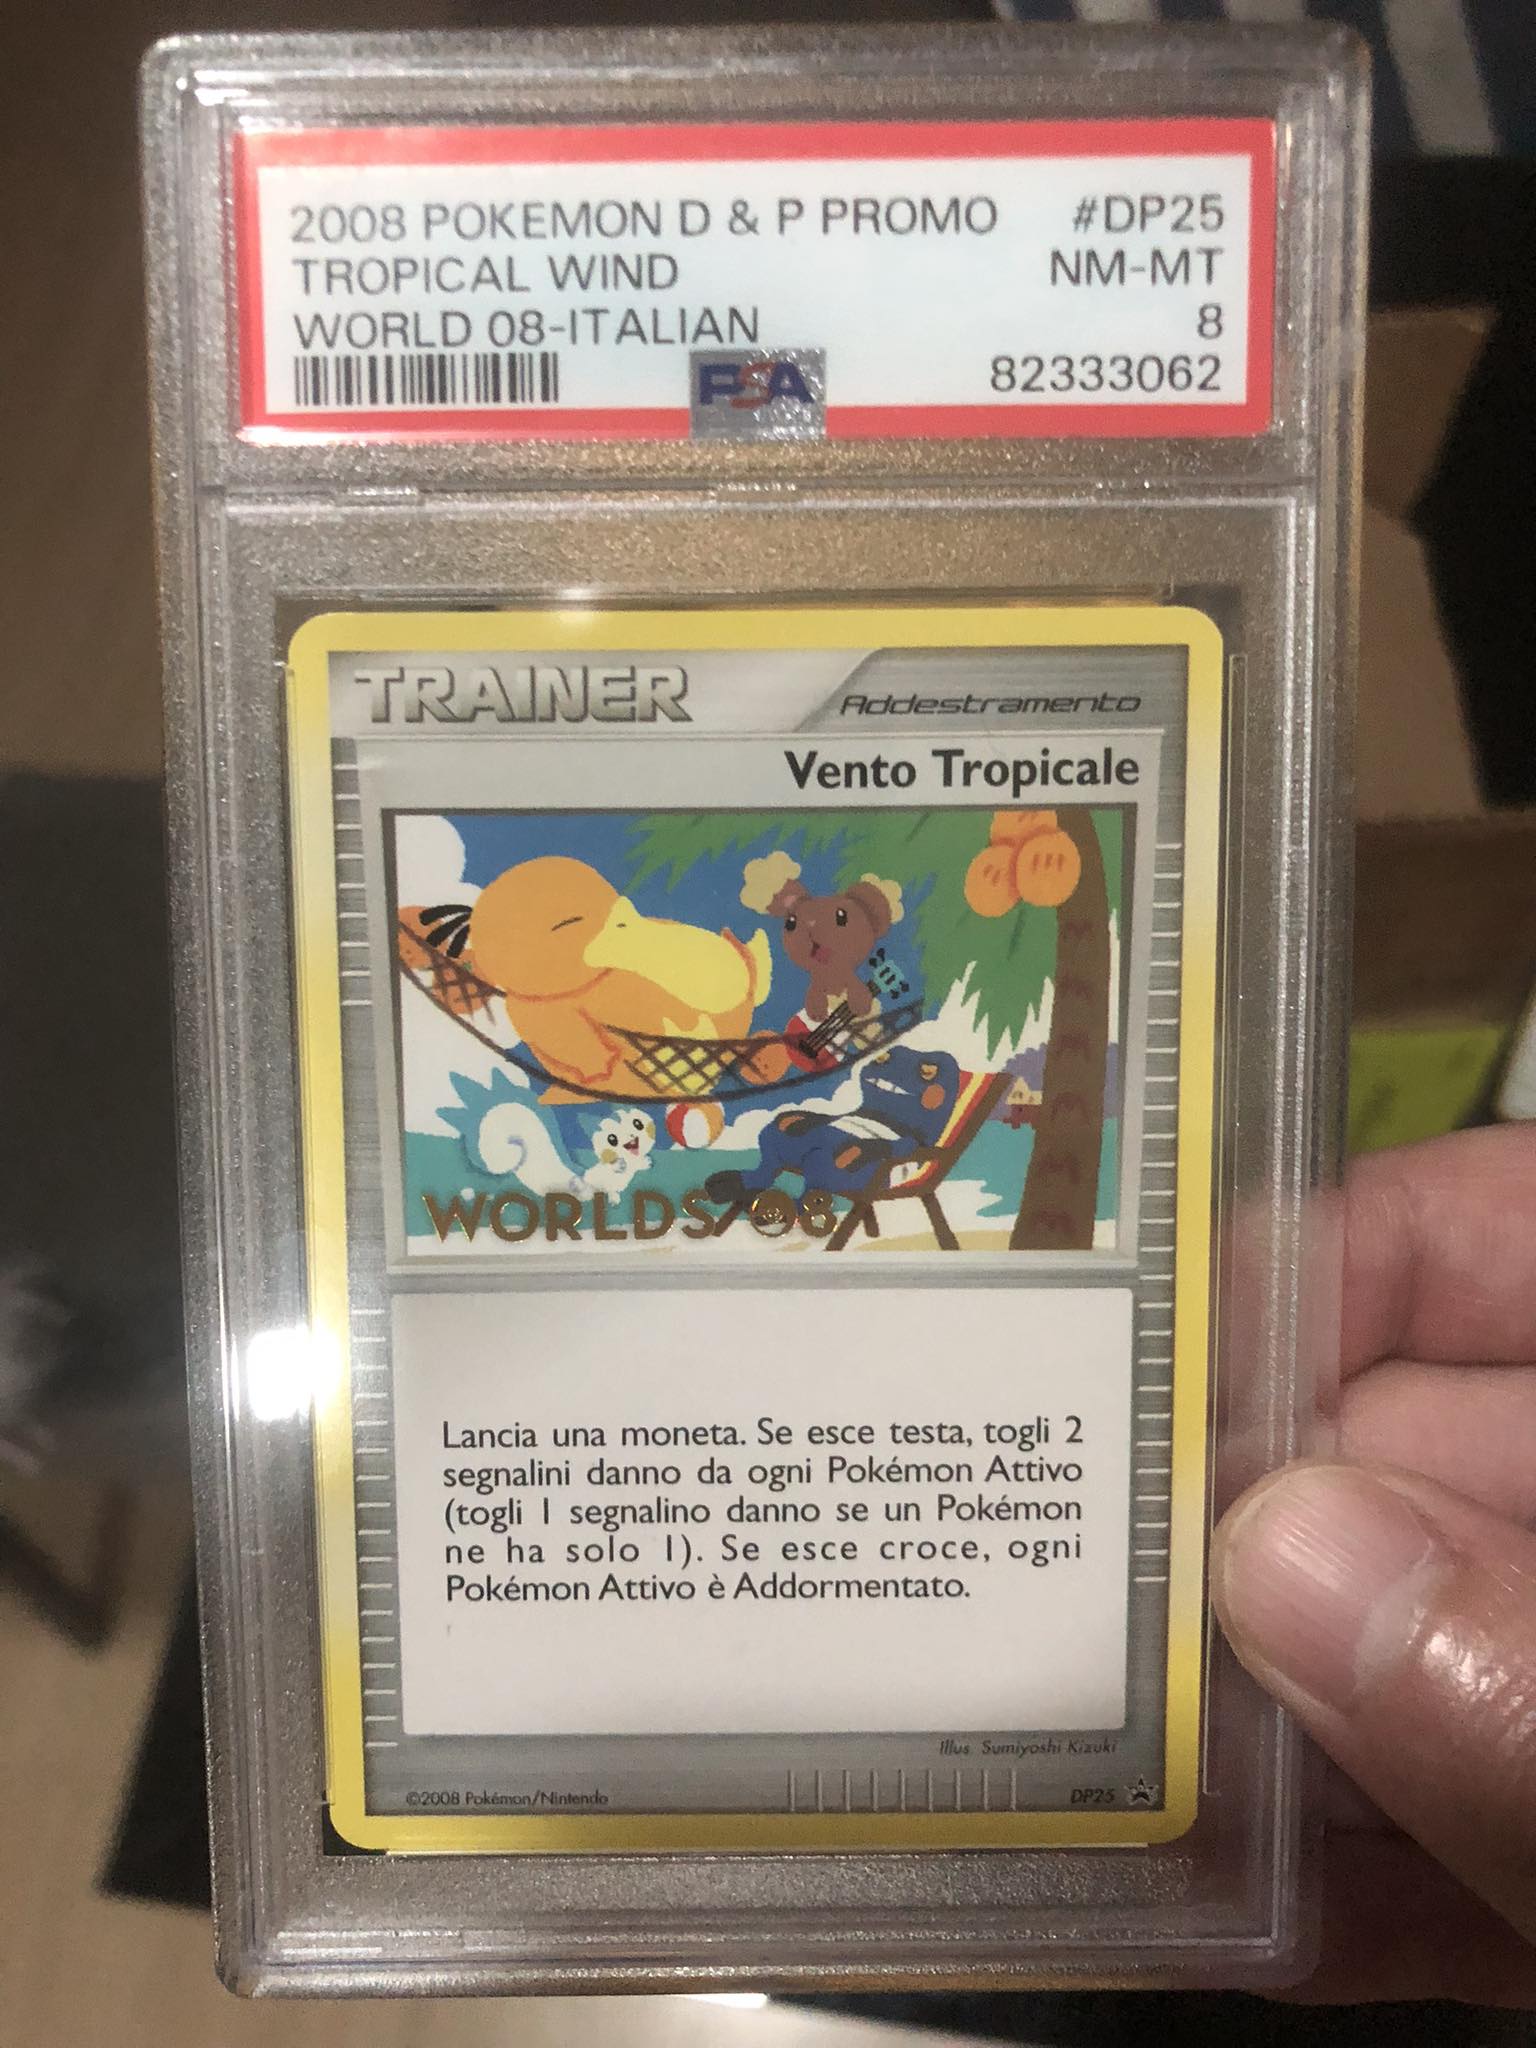 2008 POKEMON D & P PROMO #DP25
TROPICAL WIND NM-MT
WORLD 08-ITALIAN 8
PSA 82333062
TRAINER Addestramento
Vento Tropicale
WORLDS 08
Lancia una moneta. Se esce testa, togli 2
segnalini danno da ogni Pokémon Attivo
(togli 1 segnalino danno se un Pokémon
ne ha solo 1). Se esce croce, ogni
Pokémon Attivo è Addormentato.
Illus. Sumiyoshi Kizuki
©2008 Pokémon/Nintendo DP25